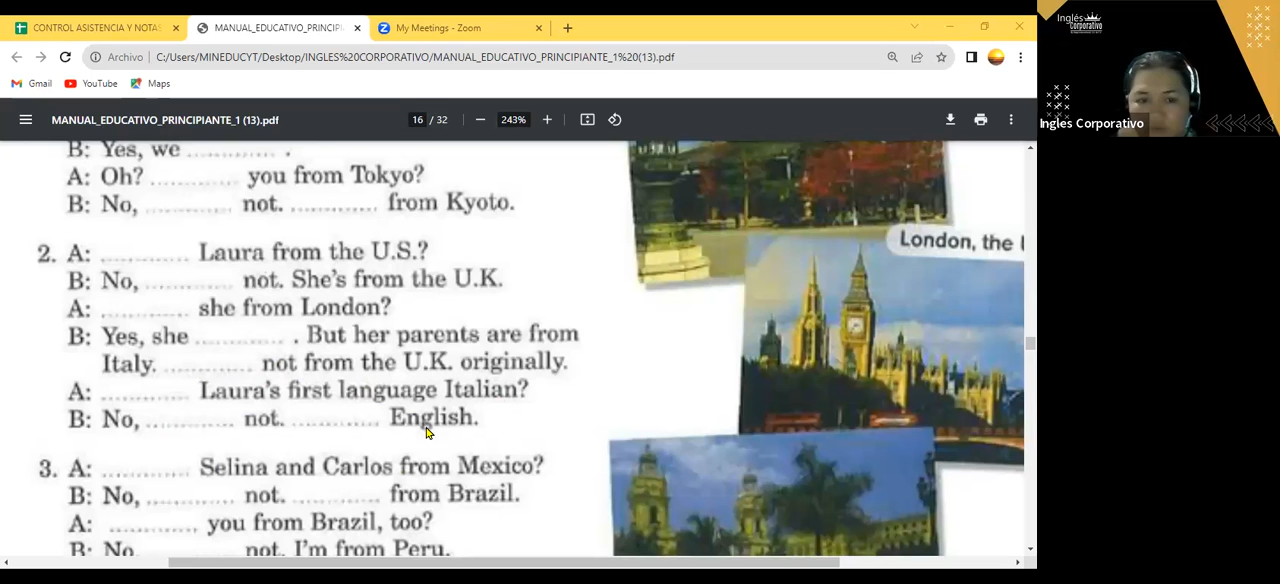 CONTROL ASISTENCIA Y NOTAS
MANUAL_EDUCATIVO_PRINCIPI
My Meetings - Zoom
Archivo
C:/Users/MINEDUCYT/Desktop/INGLES%20CORPORATIVO/MANUAL_EDUCATIVO_PRINCIPIANTE_1%20(13).pdf
Gmail YouTube Maps
MANUAL_EDUCATIVO_PRINCIPIANTE_1 (13).pdf
16 / 32
243%
B: Yes, we ............. .
A: Oh? ............. you from Tokyo?
B: No, ............. not. ............. from Kyoto.
2. A: ............. Laura from the U.S.?
B: No, ............. not. She's from the U.K.
A: ............. she from London?
B: Yes, she ............. . But her parents are from
Italy. ............. not from the U.K. originally.
A: ............. Laura's first language Italian?
B: No, ............. not. ............. English.
3. A: ............. Selina and Carlos from Mexico?
B: No, ............. not. ............. from Brazil.
A: ............. you from Brazil, too?
B: No, ............. not. I'm from Peru.
London, the
Inglés
Corporativo
Ingles Corporativo